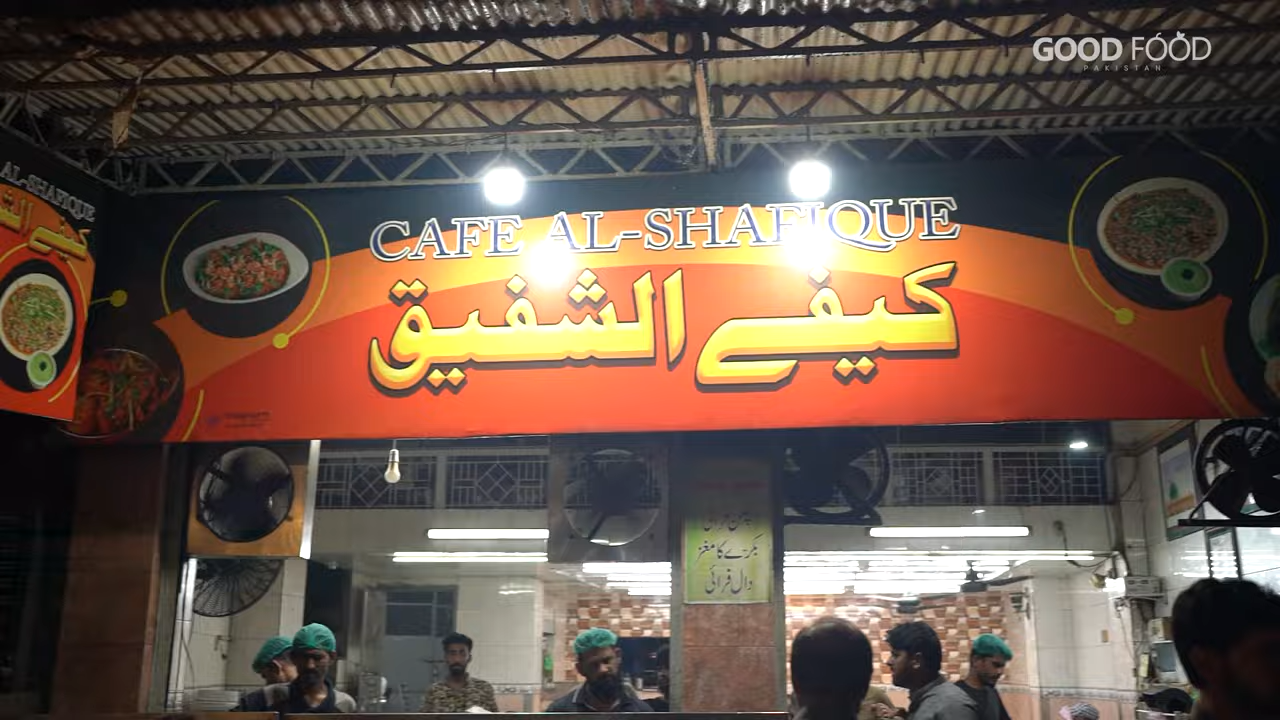 GOOD FOOD
PAKISTAN
CAFE AL-SHAFIQUE
کیفے الشفیق
AL-SHAFIQUE
بکرے کا مغز
دال فرائی